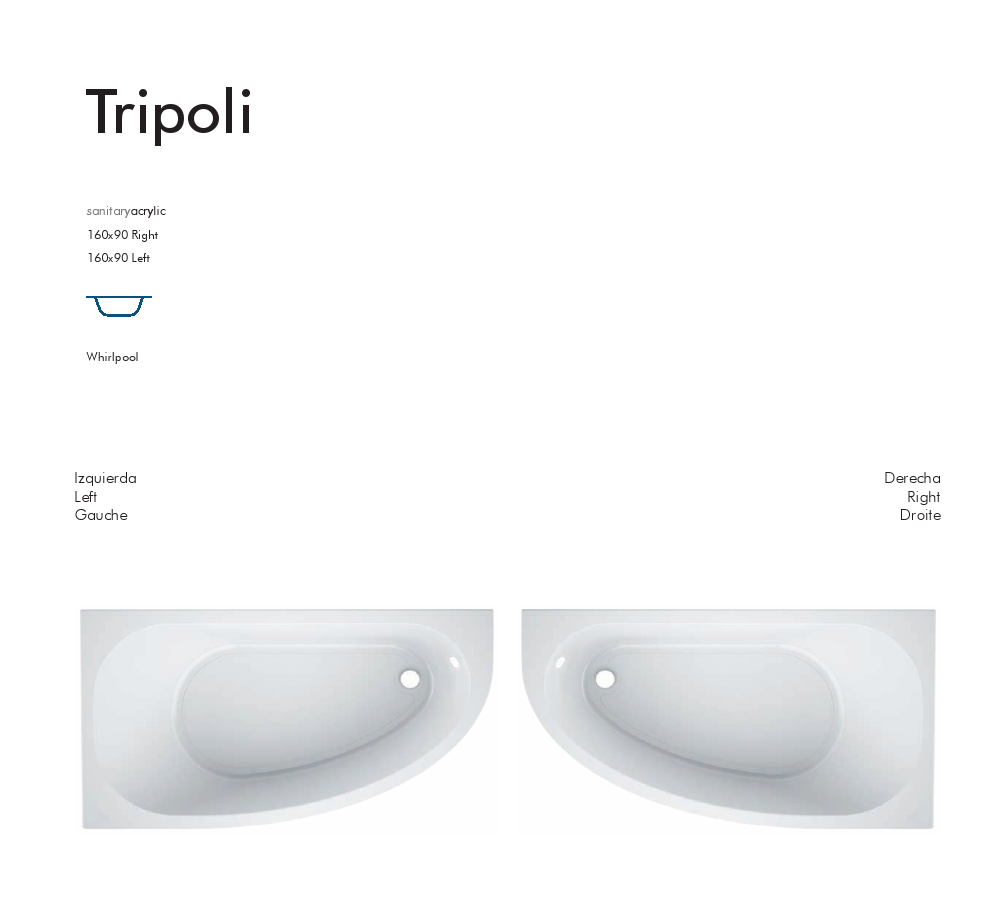 Tripoli
sanitaryacrylic
160x90 Right
160x90 Left
Whirlpool
Izquierda
Left
Gauche
Derecha
Right
Droite